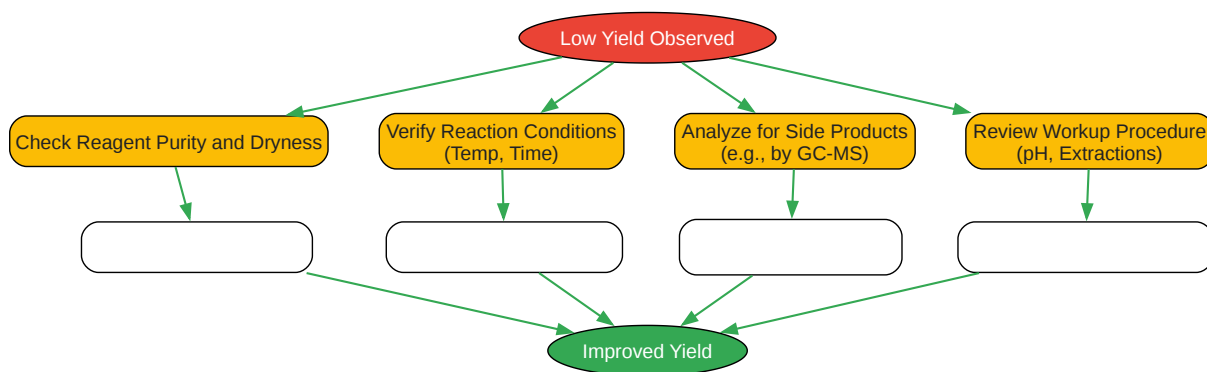 Low Yield Observed
Check Reagent Purity and Dryness
Verify Reaction Conditions
(Temp, Time)
Analyze for Side Products
(e.g., by GC-MS)
Review Workup Procedure
(pH, Extractions)
Improved Yield